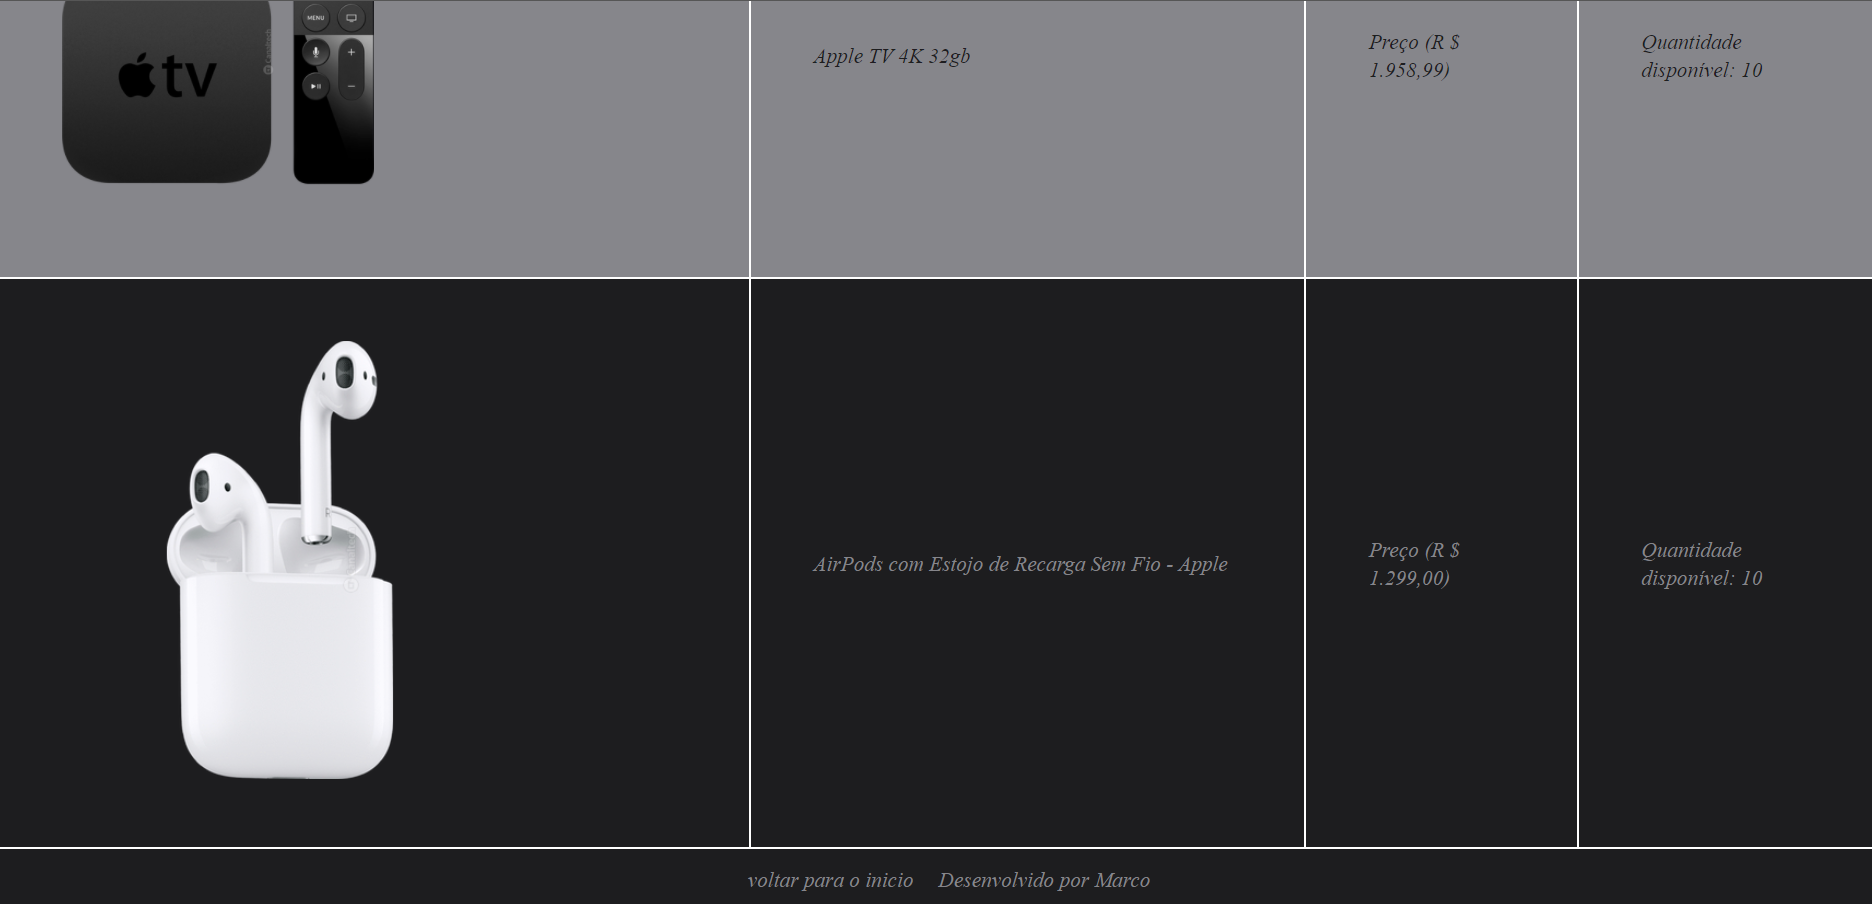 MENU
tv
Apple TV 4K 32gb
Preço (R $
1.958,99)
Quantidade
disponível: 10
AirPods com Estojo de Recarga Sem Fio - Apple
Preço (R $
1.299,00)
Quantidade
disponível: 10
voltar para o inicio
Desenvolvido por Marco